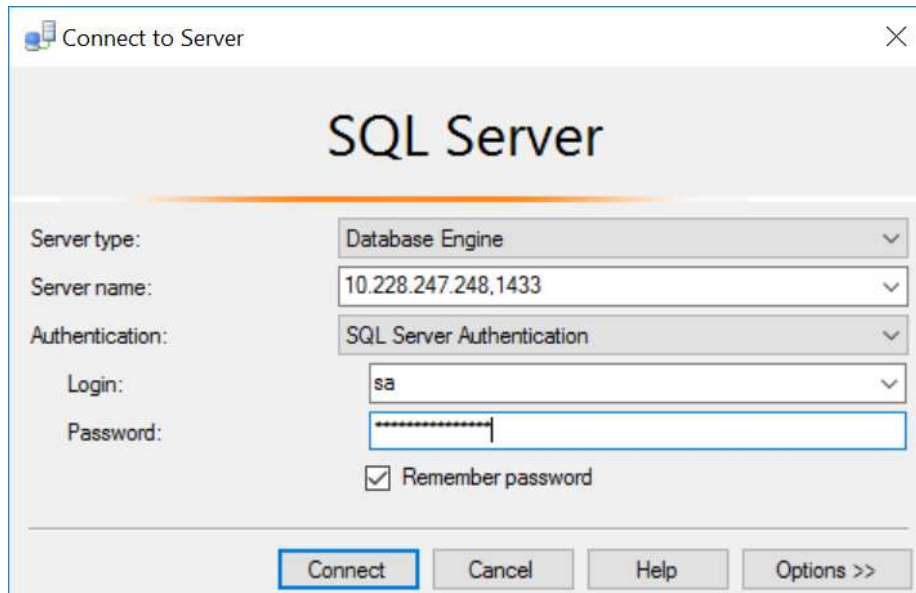 Connect to Server
SQL Server
Server type: Database Engine
Server name: 10.228.247.248,1433
Authentication: SQL Server Authentication
Login: sa
Password: ***************
Remember password
Connect Cancel Help Options >>